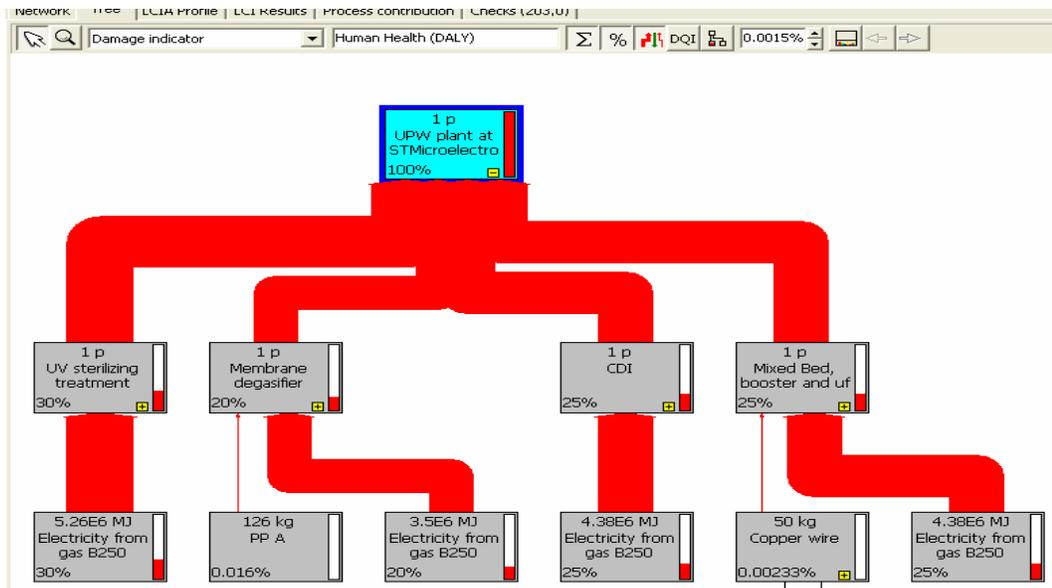 Network Tree LCIA Profile LCI Results Process contribution Checks (203,0)
Damage indicator Human Health (DALY) Σ % DQI 0.0015%
1 p
UPW plant at
STMicroelectro
100%
1 p
UV sterilizing
treatment
30%
1 p
Membrane
degasifier
20%
1 p
CDI
25%
1 p
Mixed Bed,
booster and uf
25%
5.26E6 MJ
Electricity from
gas B250
30%
126 kg
PP A
0.016%
3.5E6 MJ
Electricity from
gas B250
20%
4.38E6 MJ
Electricity from
gas B250
25%
50 kg
Copper wire
0.00233%
4.38E6 MJ
Electricity from
gas B250
25%